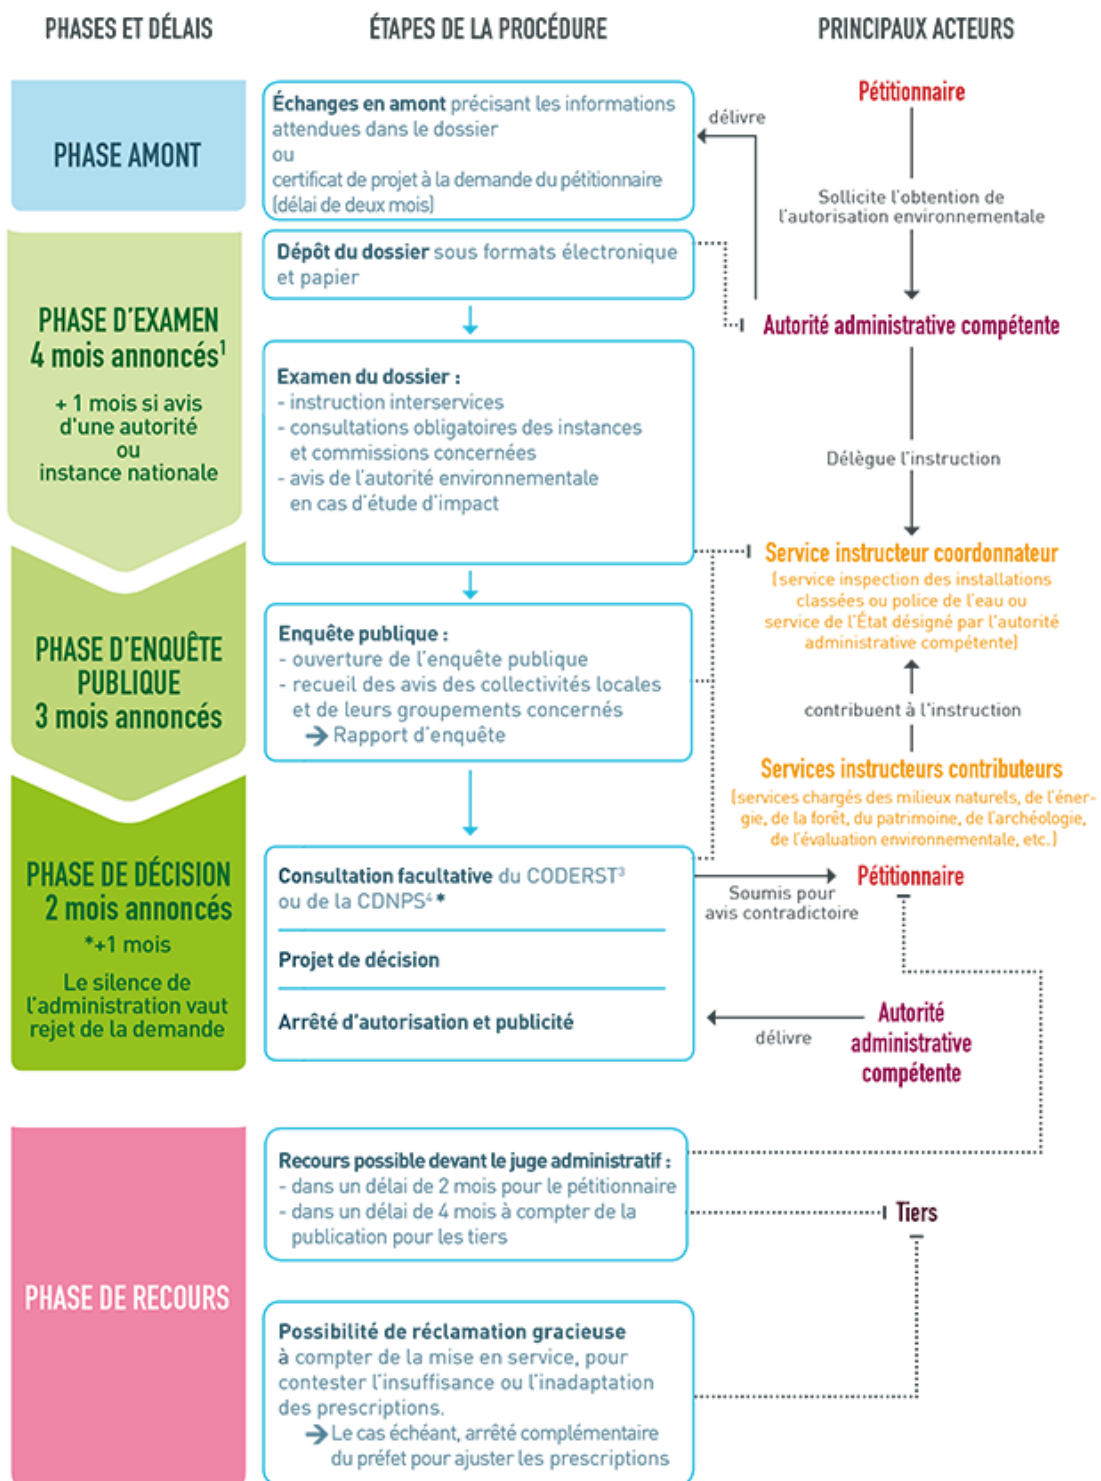 PHASES ET DÉLAIS
ÉTAPES DE LA PROCÉDURE
PRINCIPAUX ACTEURS
PHASE AMONT
Échanges en amont précisant les informations
attendues dans le dossier
ou
certificat de projet à la demande du pétitionnaire
(délai de deux mois)
délivre
Pétitionnaire
Sollicite l'obtention de
l'autorisation environnementale
PHASE D'EXAMEN
4 mois annoncés¹
+ 1 mois si avis
d'une autorité
ou
instance nationale
Dépôt du dossier sous formats électronique
et papier
Autorité administrative compétente
Examen du dossier :
- instruction interservices
- consultations obligatoires des instances
et commissions concernées
- avis de l'autorité environnementale
en cas d'étude d'impact
Délègue l'instruction
Service instructeur coordonnateur
(service inspection des installations
classées ou police de l'eau ou
service de l'État désigné par l'autorité
administrative compétente)
PHASE D'ENQUÊTE
PUBLIQUE
3 mois annoncés
Enquête publique :
- ouverture de l'enquête publique
- recueil des avis des collectivités locales
et de leurs groupements concernés
→ Rapport d'enquête
contribuent à l'instruction
Services instructeurs contributeurs
(services chargés des milieux naturels, de l'éner-
gie, de la forêt, du patrimoine, de l'archéologie,
de l'évaluation environnementale, etc.)
PHASE DE DÉCISION
2 mois annoncés
*+1 mois
Le silence de
l'administration vaut
rejet de la demande
Consultation facultative du CODERST³
ou de la CDNPS⁴ *
Projet de décision
Arrêté d'autorisation et publicité
Soumis pour
avis contradictoire
Pétitionnaire
délivre
Autorité
administrative
compétente
PHASE DE RECOURS
Recours possible devant le juge administratif :
- dans un délai de 2 mois pour le pétitionnaire
- dans un délai de 4 mois à compter de la
publication pour les tiers
Tiers
Possibilité de réclamation gracieuse
à compter de la mise en service, pour
contester l'insuffisance ou l'inadaptation
des prescriptions.
→ Le cas échéant, arrêté complémentaire
du préfet pour ajuster les prescriptions